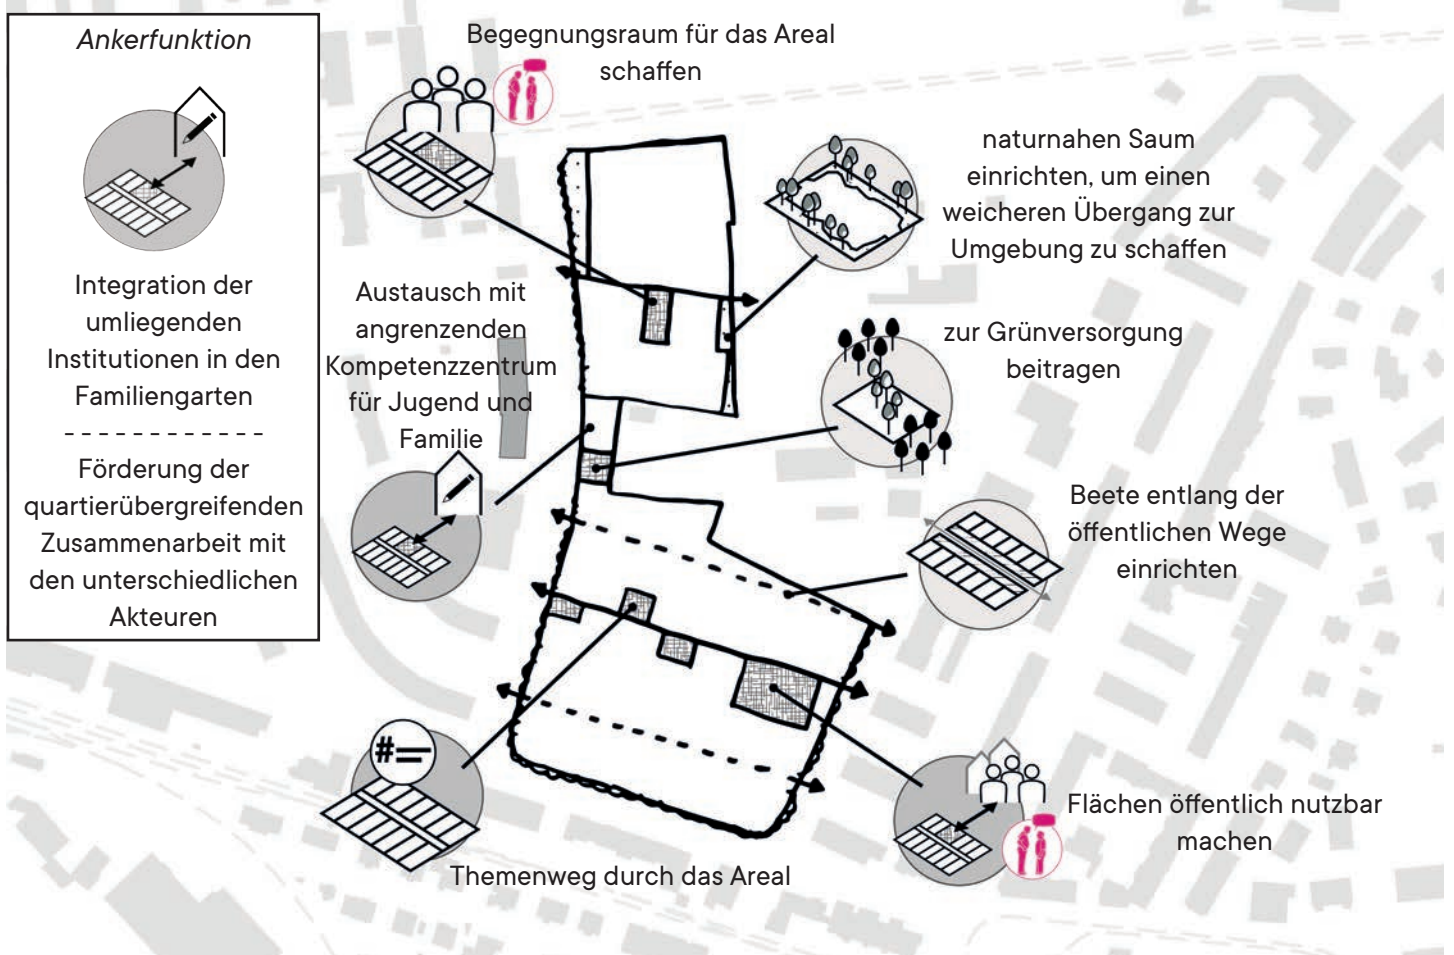 Ankerfunktion
Integration der
umliegenden
Institutionen in den
Familiengarten
Förderung der
quartierübergreifenden
Zusammenarbeit mit
den unterschiedlichen
Akteuren
Begegnungsraum für das Areal
schaffen
naturnahen Saum
einrichten, um einen
weicheren Übergang zur
Umgebung zu schaffen
Austausch mit
angrenzenden
Kompetenzzentrum
für Jugend und
Familie
zur Grünversorgung
beitragen
Beete entlang der
öffentlichen Wege
einrichten
#
Themenweg durch das Areal
Flächen öffentlich nutzbar
machen